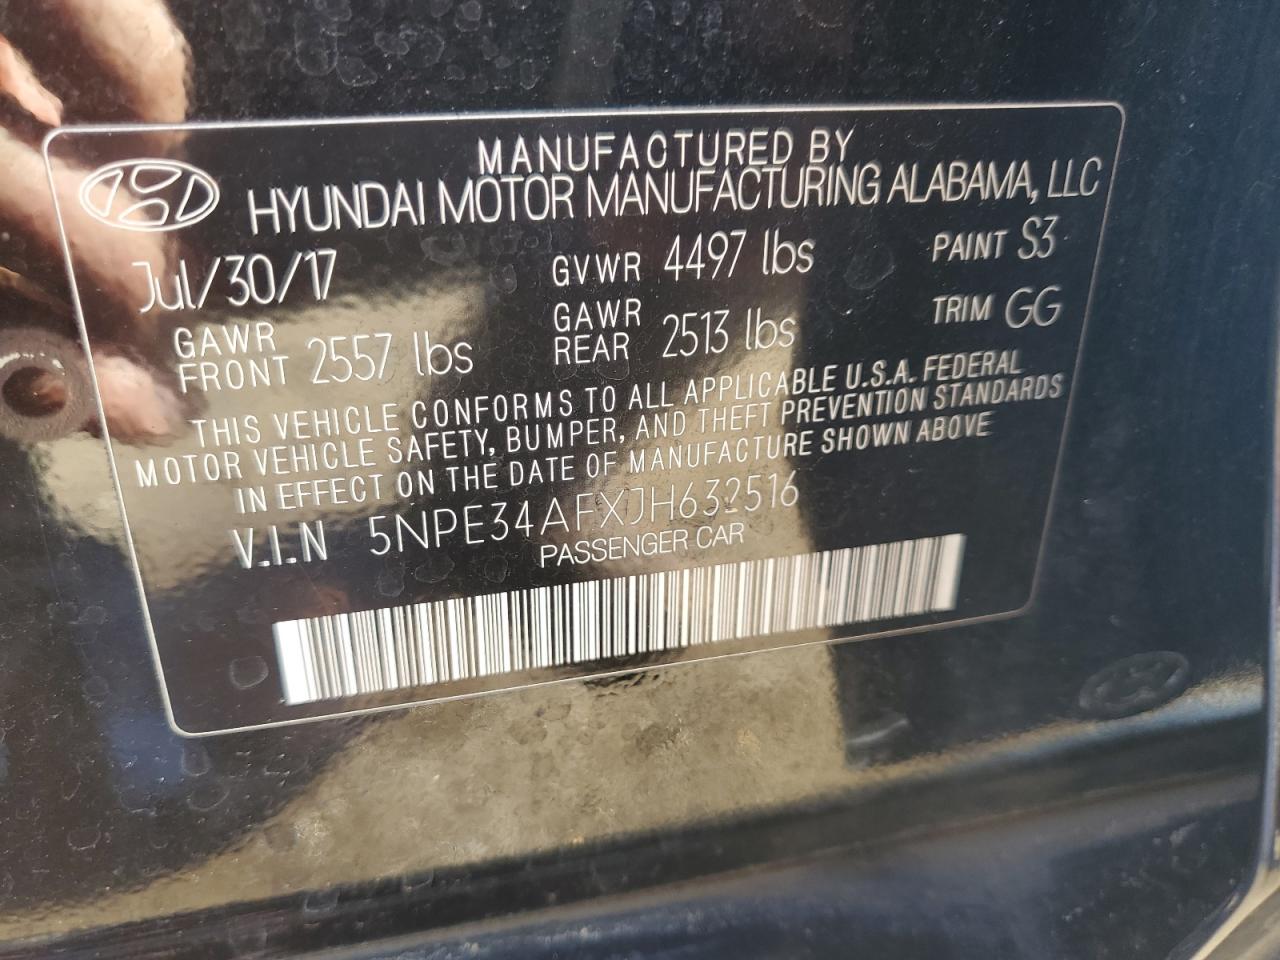 MANUFACTURED BY
HYUNDAI MOTOR MANUFACTURING ALABAMA, LLC
Jul/30/17 GVWR 4497 lbs PAINT S3
GAWR FRONT 2557 lbs GAWR REAR 2513 lbs TRIM GG
THIS VEHICLE CONFORMS TO ALL APPLICABLE U.S.A. FEDERAL
MOTOR VEHICLE SAFETY, BUMPER, AND THEFT PREVENTION STANDARDS
IN EFFECT ON THE DATE OF MANUFACTURE SHOWN ABOVE
V.I.N 5NPE34AFXJH632516
PASSENGER CAR